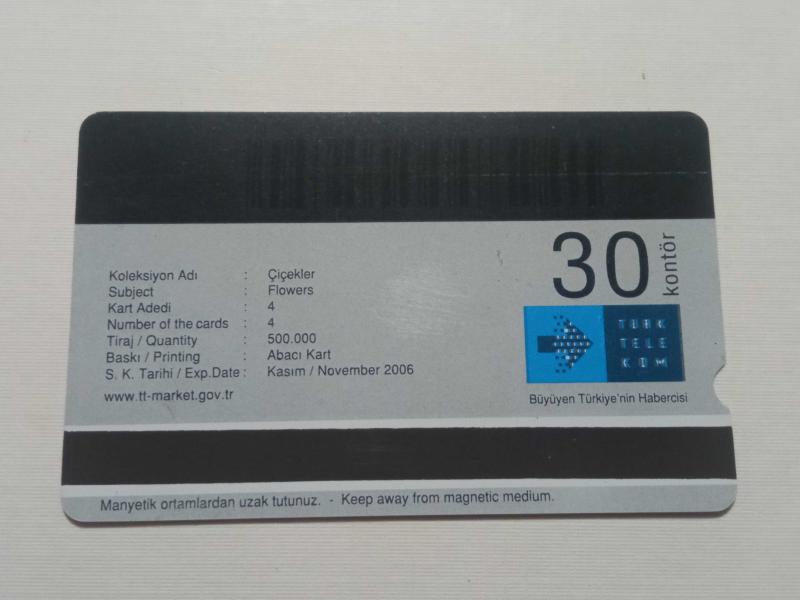 30 kontör
Koleksiyon Adı : Çiçekler
Subject : Flowers
Kart Adedi : 4
Number of the cards : 4
Tiraj / Quantity : 500.000
Baskı / Printing : Abacı Kart
S. K. Tarihi / Exp.Date : Kasım / November 2006
www.tt-market.gov.tr
TÜRK
TELE
KOM
Büyüyen Türkiye'nin Habercisi
Manyetik ortamlardan uzak tutunuz. - Keep away from magnetic medium.